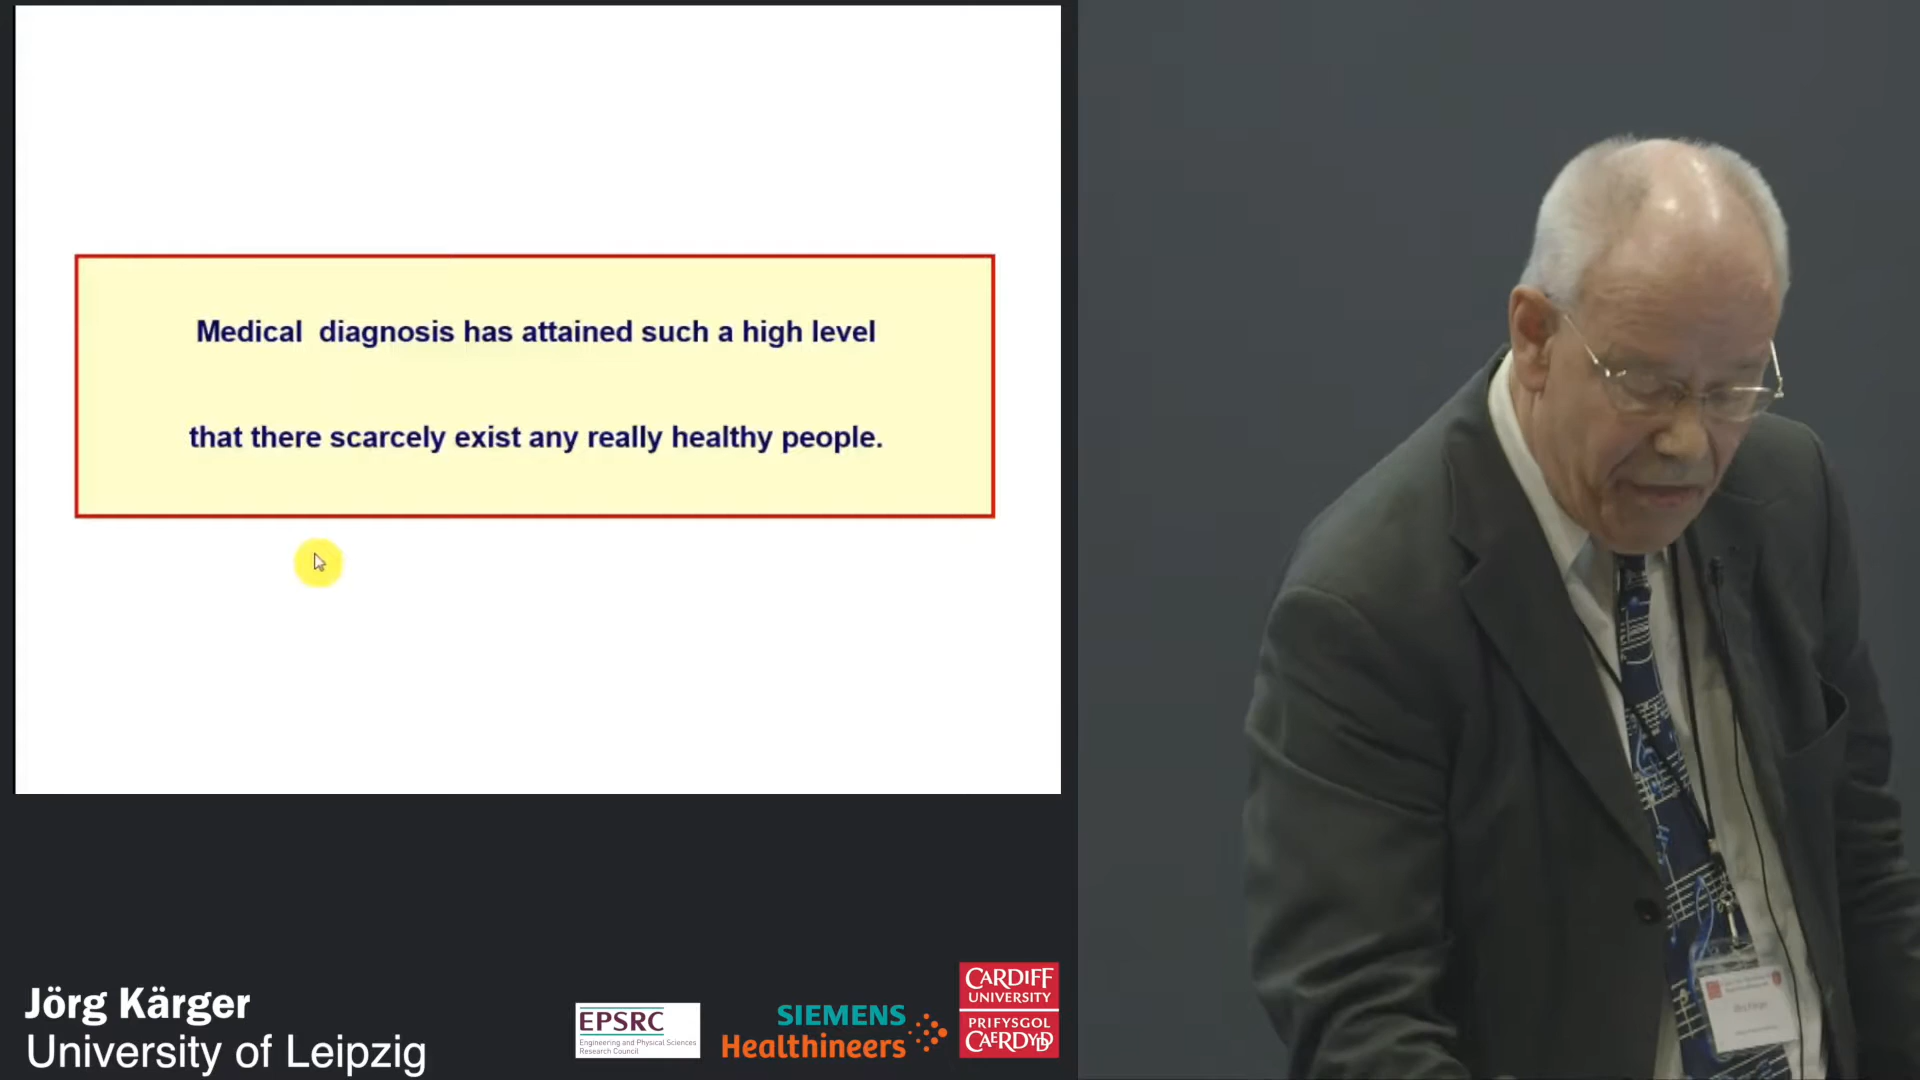 Medical diagnosis has attained such a high level
that there scarcely exist any really healthy people.
Jörg Kärger
University of Leipzig
EPSRC
Engineering and Physical Sciences
Research Council
SIEMENS
Healthineers
CARDIFF
UNIVERSITY
PRIFYSGOL
CAERDYDD